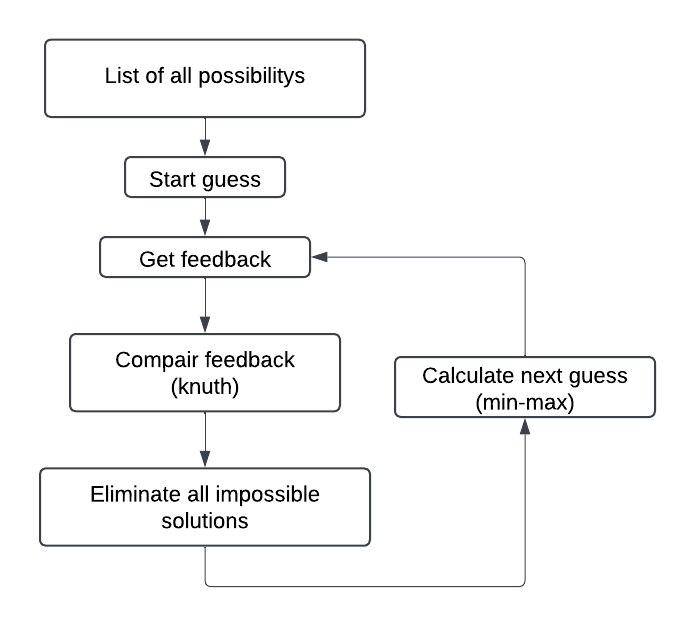 List of all possibilitys
Start guess
Get feedback
Compair feedback
(knuth)
Calculate next guess
(min-max)
Eliminate all impossible
solutions